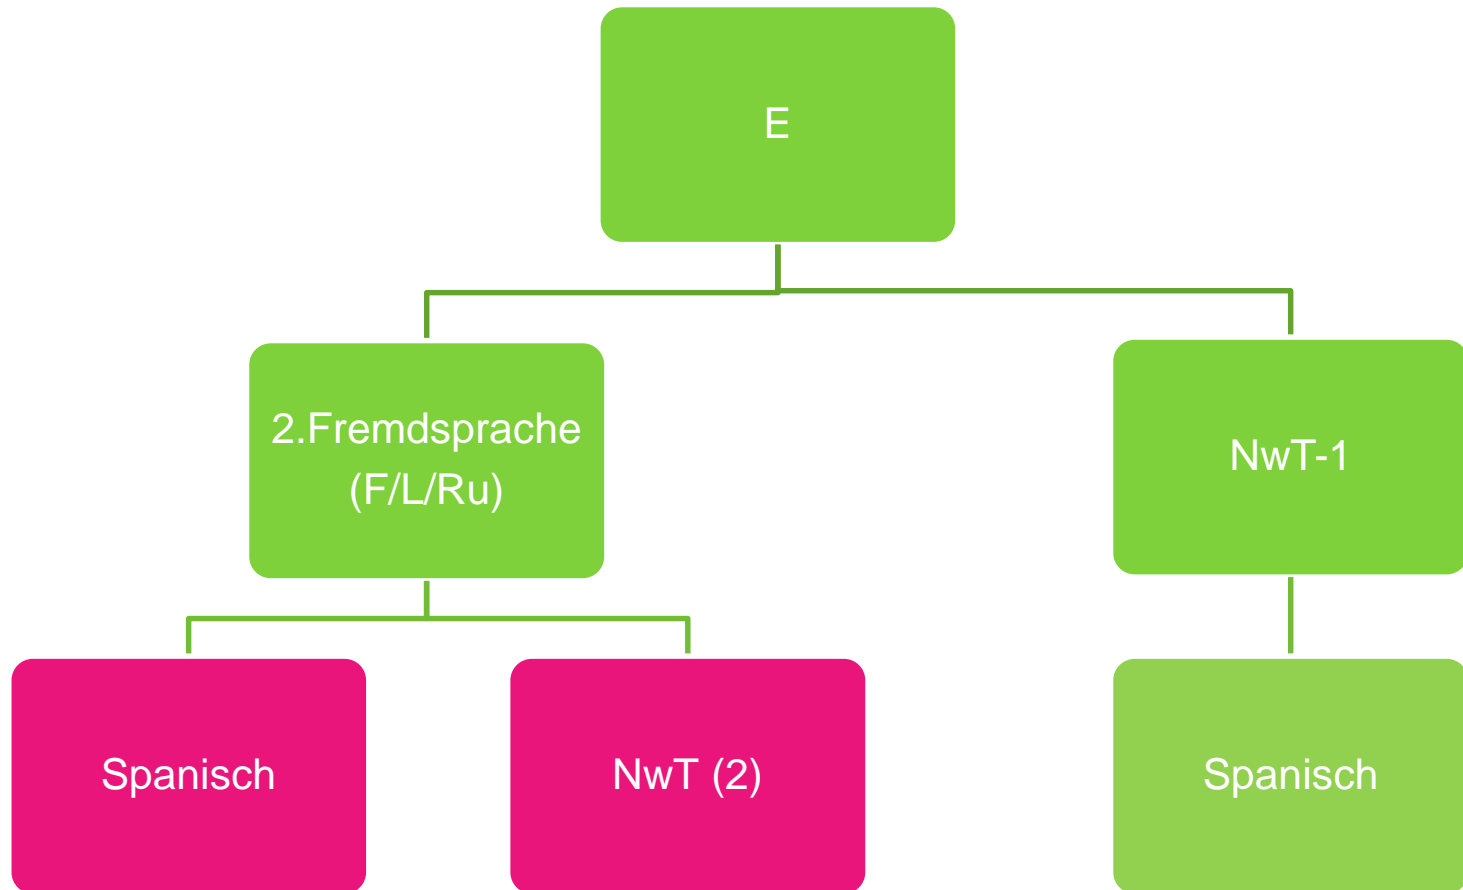 E
2.Fremdsprache
(F/L/Ru)
NwT-1
Spanisch
NwT (2)
Spanisch